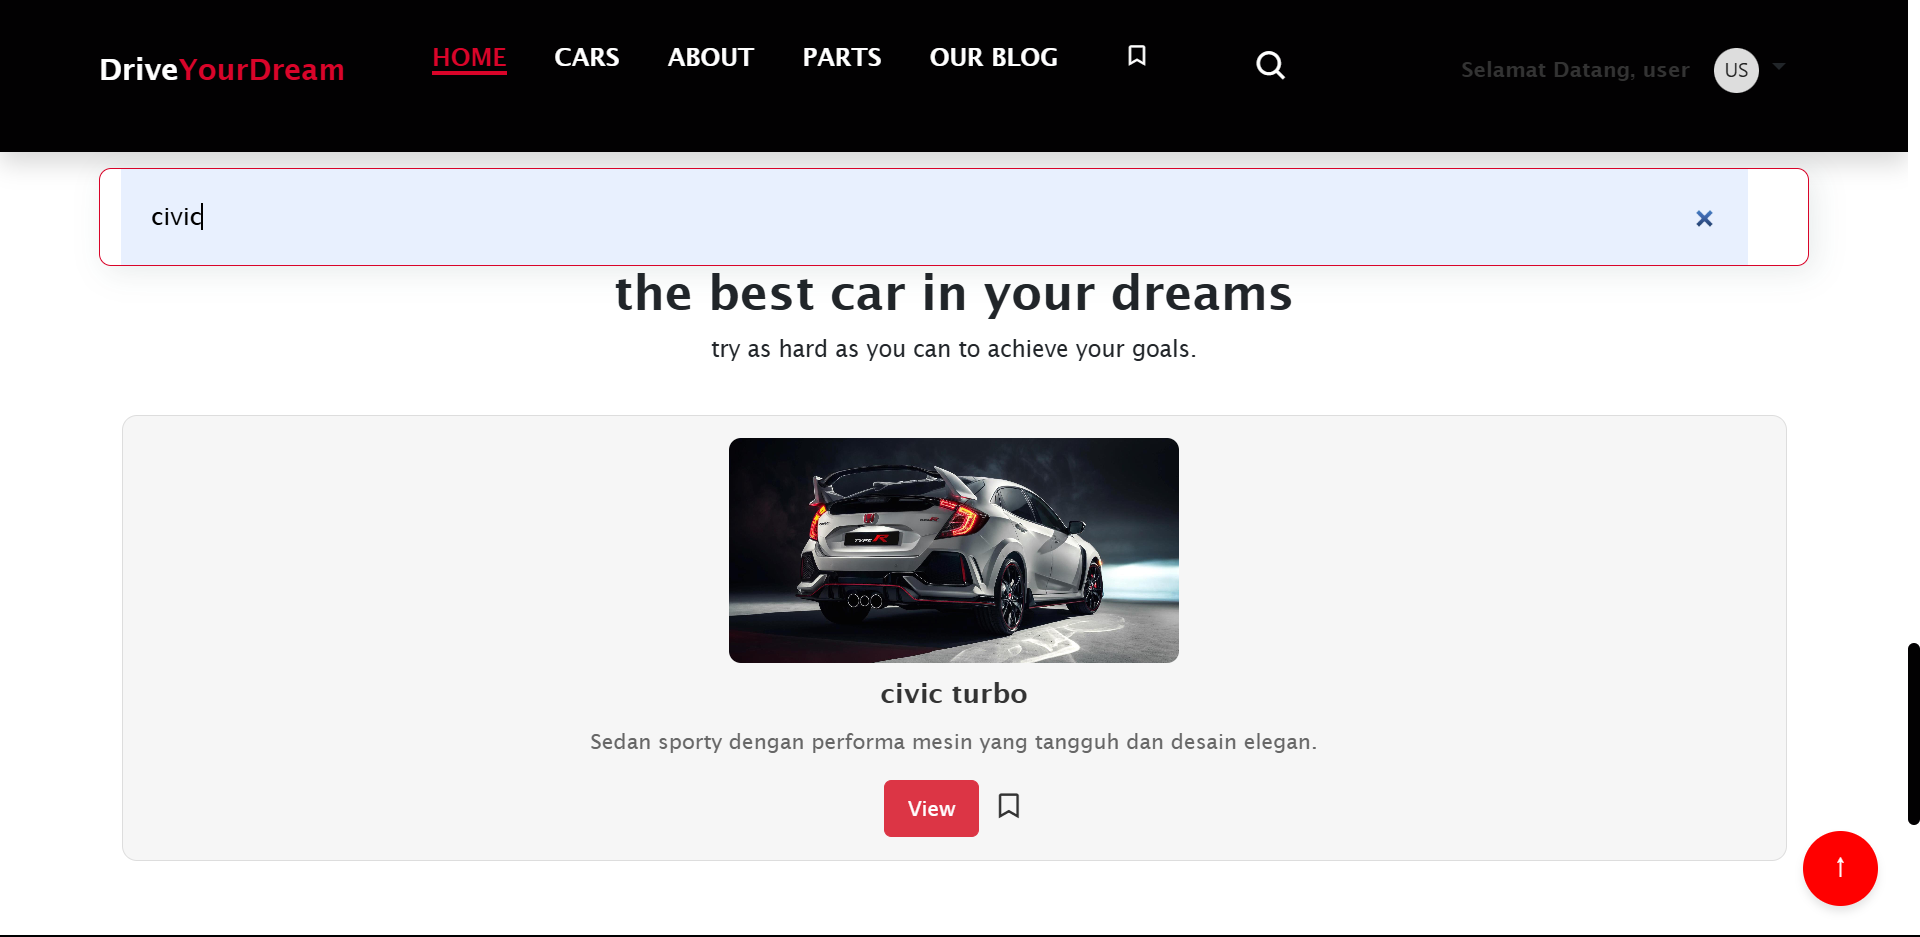 DriveYourDream
HOME CARS ABOUT PARTS OUR BLOG
Selamat Datang, user
US
civic
the best car in your dreams
try as hard as you can to achieve your goals.
TYPE R
civic turbo
Sedan sporty dengan performa mesin yang tangguh dan desain elegan.
View